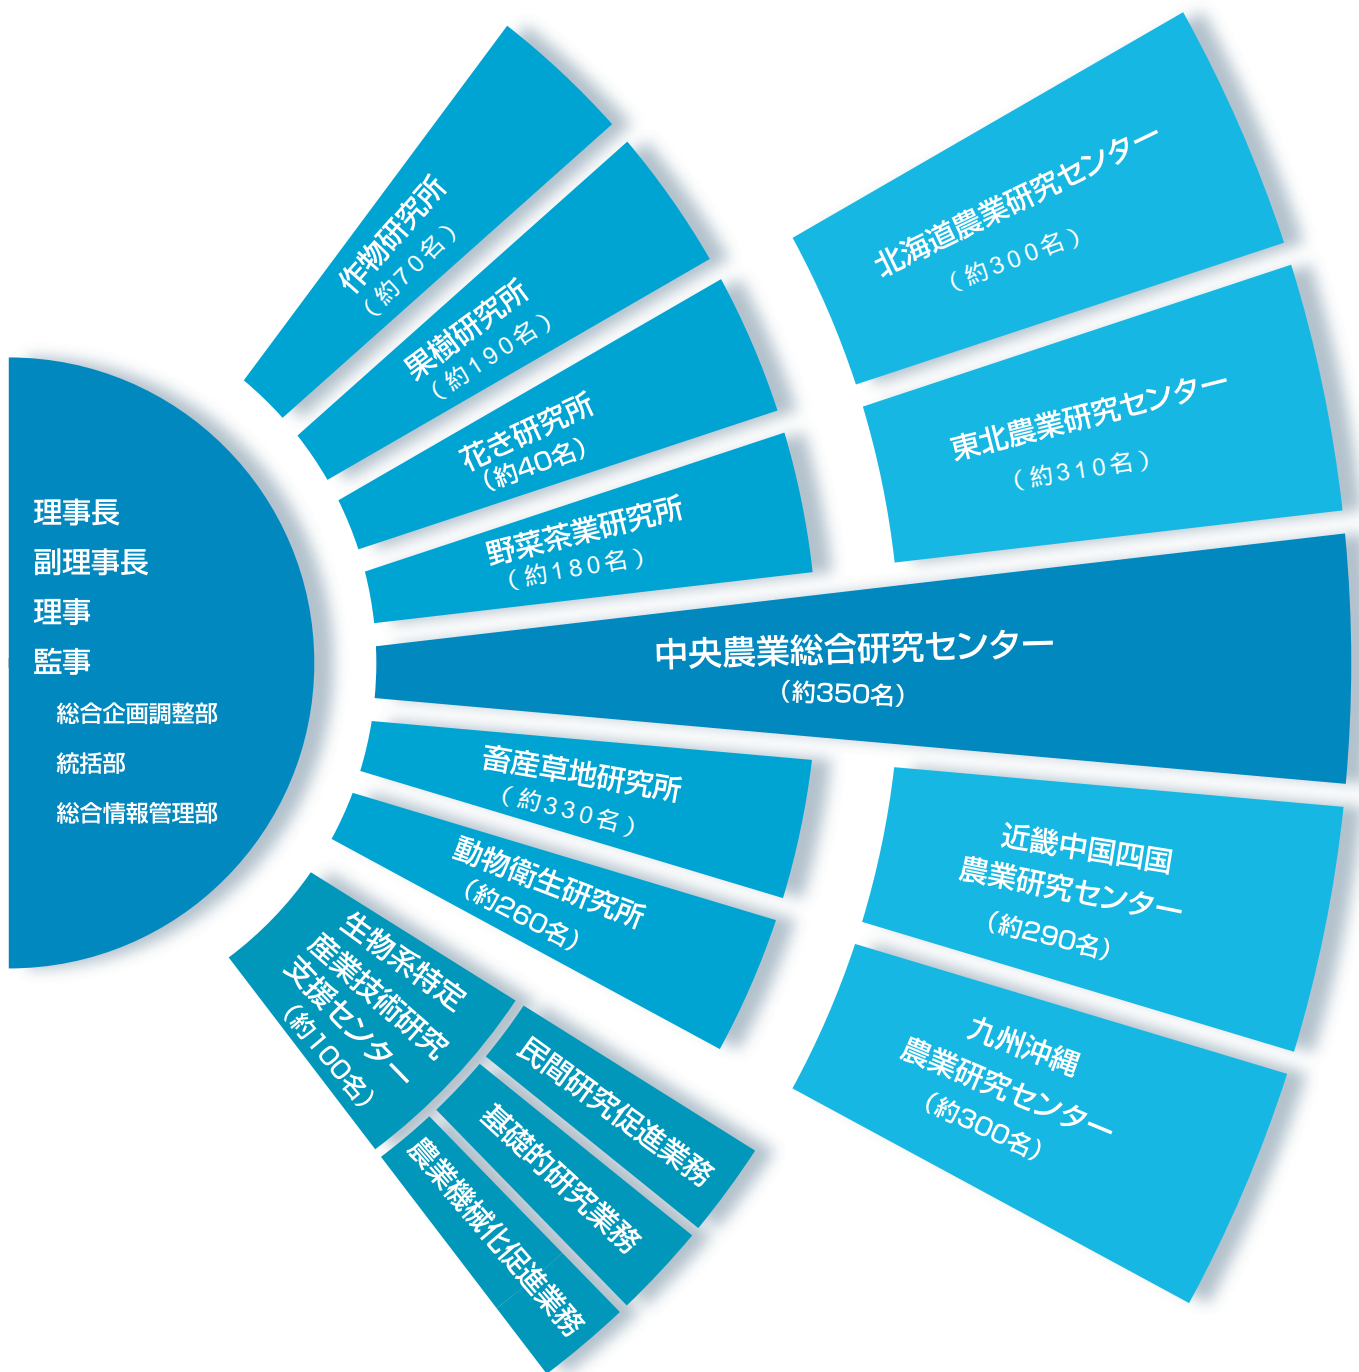 理事長
副理事長
理事
監事
総合企画調整部
統括部
総合情報管理部
作物研究所
（約70名）
果樹研究所
（約190名）
花き研究所
（約40名）
野菜茶業研究所
（約180名）
中央農業総合研究センター
（約350名）
畜産草地研究所
（約330名）
動物衛生研究所
（約260名）
生物系特定
産業技術研究
支援センター
（約100名）
民間研究促進業務
基礎的研究業務
農業機械化促進業務
北海道農業研究センター
（約300名）
東北農業研究センター
（約310名）
近畿中国四国
農業研究センター
（約290名）
九州沖縄
農業研究センター
（約300名）